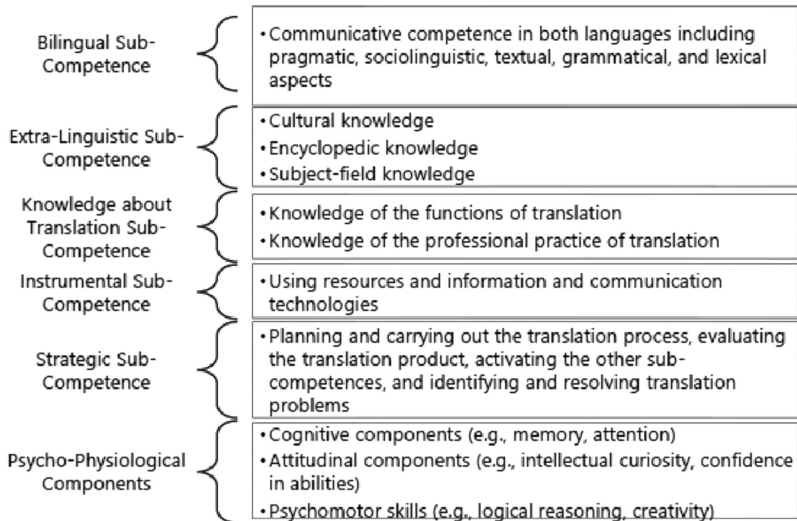 Bilingual Sub-
Competence
•Communicative competence in both languages including
pragmatic, sociolinguistic, textual, grammatical, and lexical
aspects
Extra-Linguistic Sub-
Competence
•Cultural knowledge
•Encyclopedic knowledge
•Subject-field knowledge
Knowledge about
Translation Sub-
Competence
•Knowledge of the functions of translation
•Knowledge of the professional practice of translation
Instrumental Sub-
Competence
•Using resources and information and communication
technologies
Strategic Sub-
Competence
•Planning and carrying out the translation process, evaluating
the translation product, activating the other sub-
competences, and identifying and resolving translation
problems
Psycho-Physiological
Components
•Cognitive components (e.g., memory, attention)
•Attitudinal components (e.g., intellectual curiosity, confidence
in abilities)
•Psychomotor skills (e.g., logical reasoning, creativity)